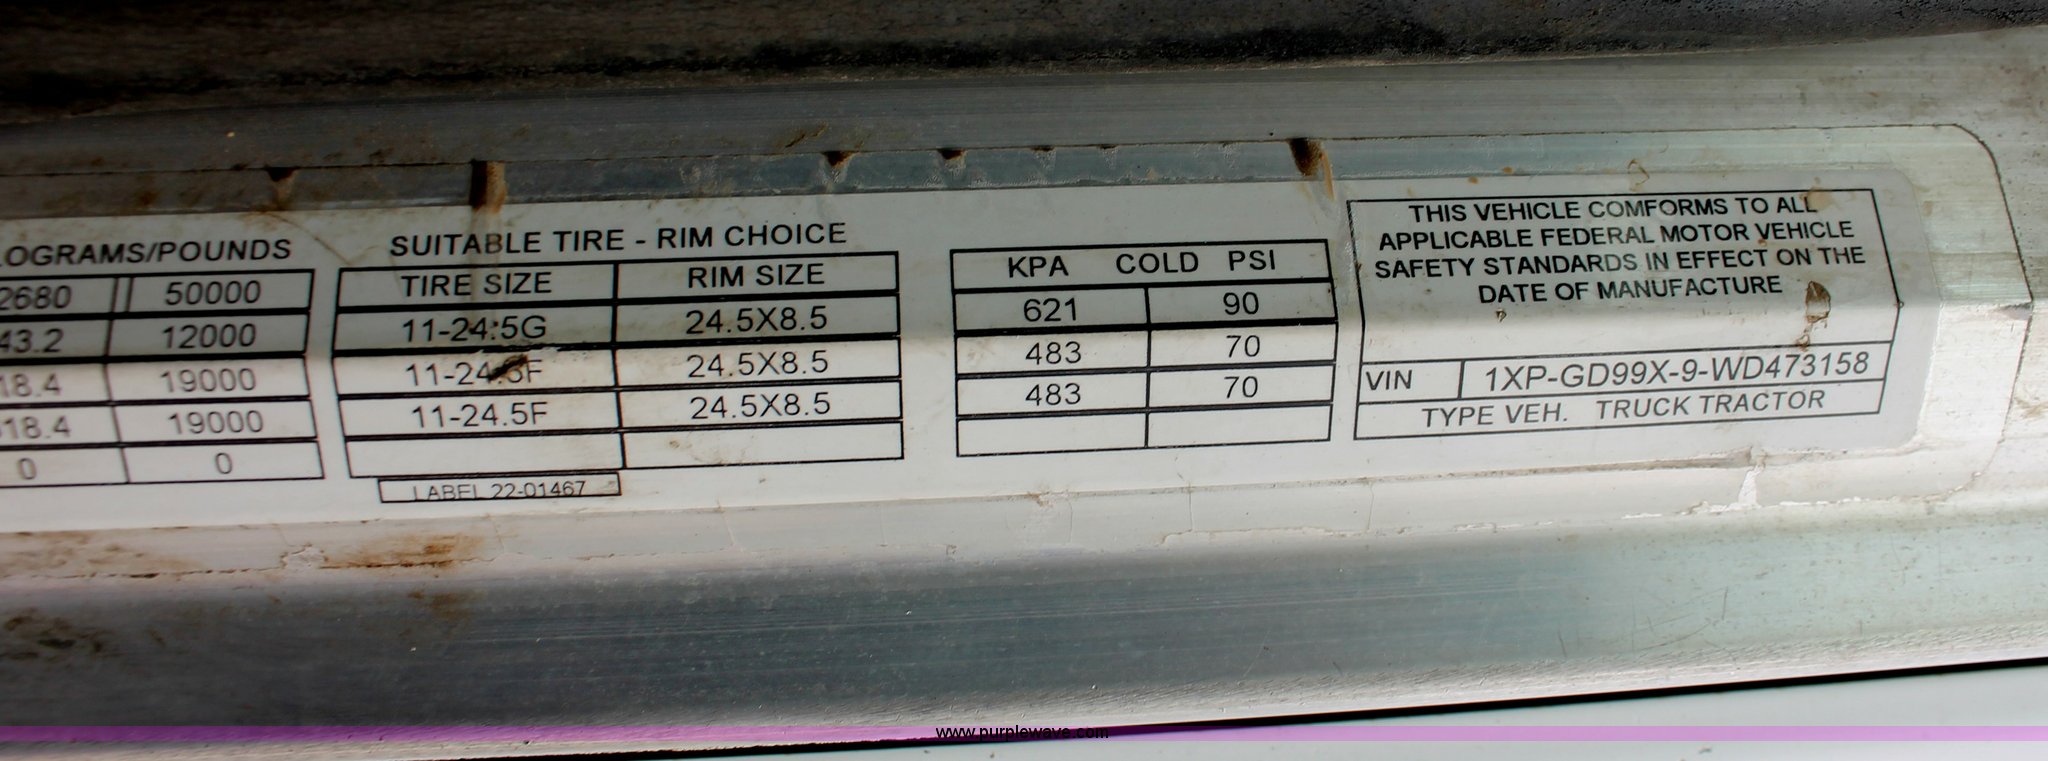 LOGRAMS/POUNDS
2680 50000
43.2 12000
18.4 19000
18.4 19000
0 0
SUITABLE TIRE - RIM CHOICE
TIRE SIZE RIM SIZE
11-24.5G 24.5X8.5
11-24.5F 24.5X8.5
11-24.5F 24.5X8.5
LABEL 22-01467
KPA COLD PSI
621 90
483 70
483 70
THIS VEHICLE COMFORMS TO ALL
APPLICABLE FEDERAL MOTOR VEHICLE
SAFETY STANDARDS IN EFFECT ON THE
DATE OF MANUFACTURE
VIN 1XP-GD99X-9-WD473158
TYPE VEH. TRUCK TRACTOR
www.purplewave.com